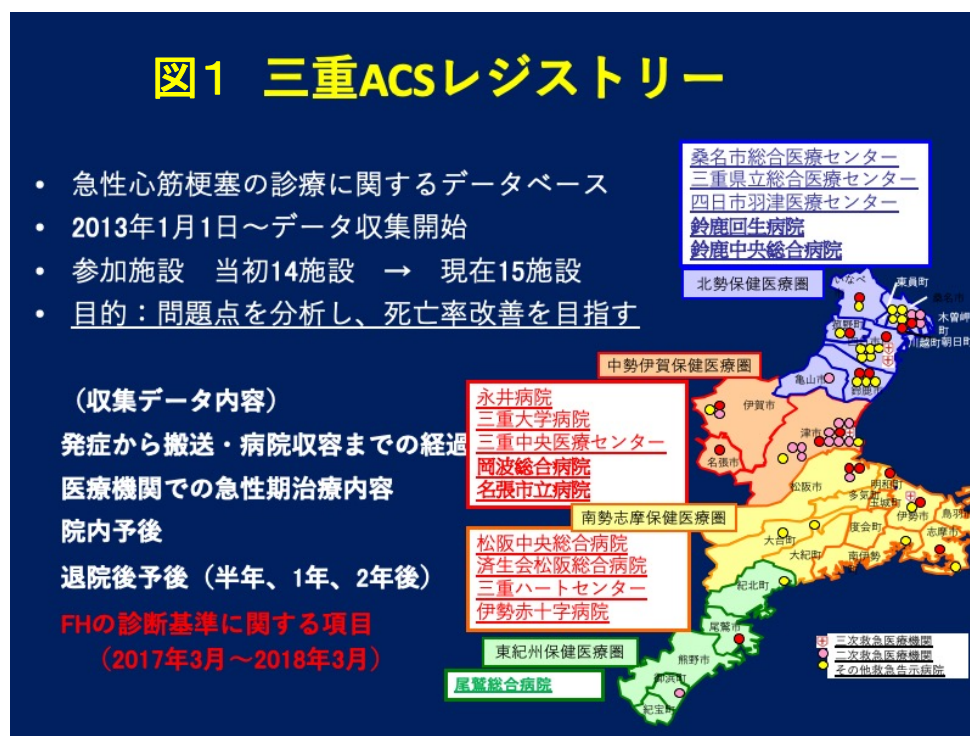 図１　三重ACSレジストリー
• 急性心筋梗塞の診療に関するデータベース
• 2013年1月1日～データ収集開始
• 参加施設　当初14施設　→　現在15施設
• 目的：問題点を分析し、死亡率改善を目指す
（収集データ内容）
発症から搬送・病院収容までの経過
医療機関での急性期治療内容
院内予後
退院後予後（半年、1年、2年後）
FHの診断基準に関する項目
（2017年3月～2018年3月）
桑名市総合医療センター
三重県立総合医療センター
四日市羽津医療センター
鈴鹿回生病院
鈴鹿中央総合病院
北勢保健医療圏
中勢伊賀保健医療圏
永井病院
三重大学病院
三重中央医療センター
岡波総合病院
名張市立病院
南勢志摩保健医療圏
松阪中央総合病院
済生会松阪総合病院
三重ハートセンター
伊勢赤十字病院
東紀州保健医療圏
尾鷲総合病院
いなべ
東員町
桑名市
木曽岬
町
川越町
朝日町
亀山市
鈴鹿市
伊賀市
津市
名張市
松阪市
多気町
明和町
玉城町
伊勢市
鳥羽
志摩市
度会町
大台町
大紀町
南伊勢
紀北町
尾鷲市
熊野市
御浜町
紀宝町
三次救急医療機関
二次救急医療機関
その他救急告示病院